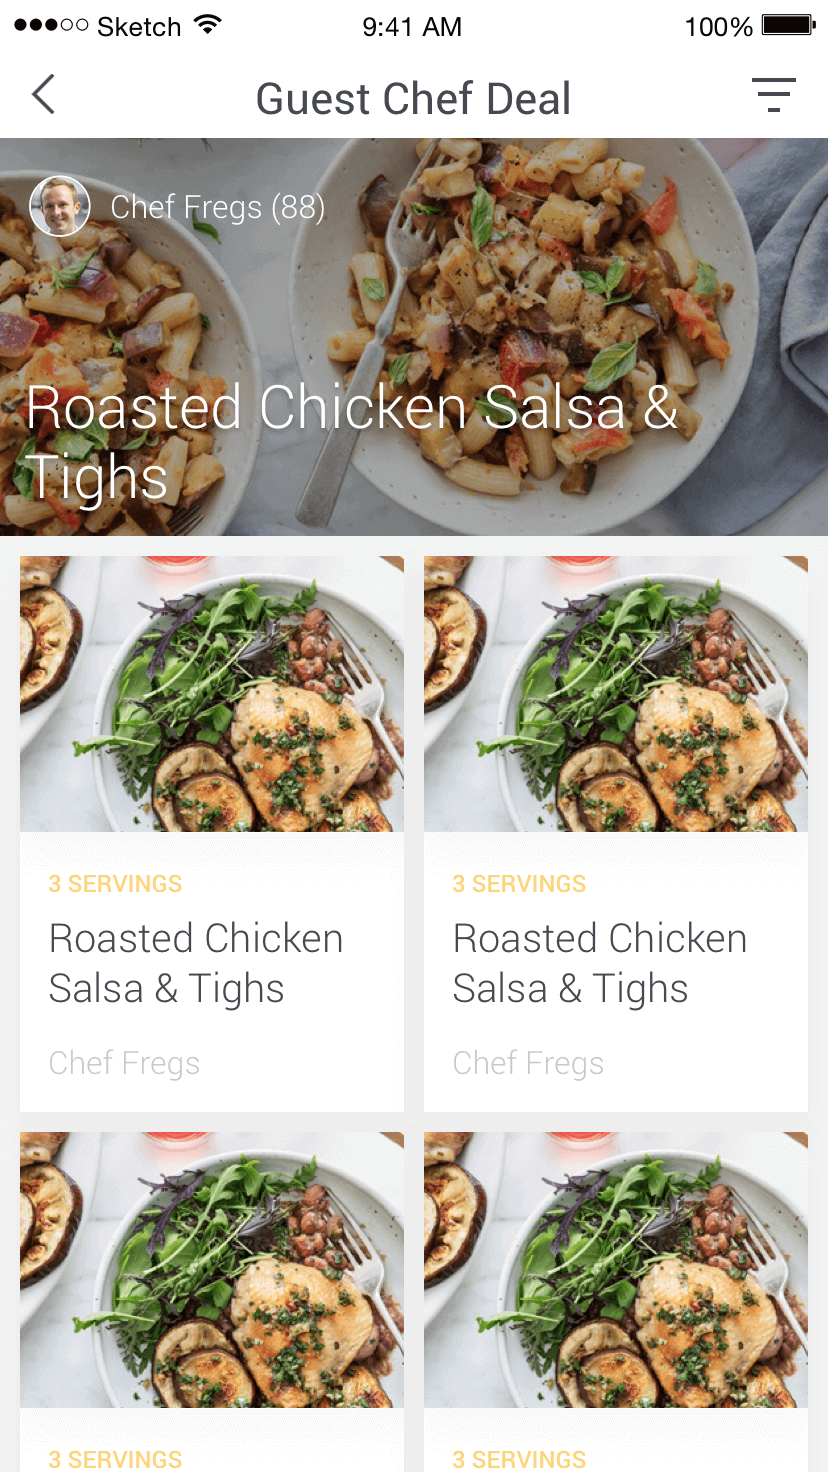 Sketch 9:41 AM 100%
Guest Chef Deal
Chef Fregs (88)
Roasted Chicken Salsa &
Tighs
3 SERVINGS
Roasted Chicken
Salsa & Tighs
Chef Fregs
3 SERVINGS
Roasted Chicken
Salsa & Tighs
Chef Fregs
3 SERVINGS
3 SERVINGS